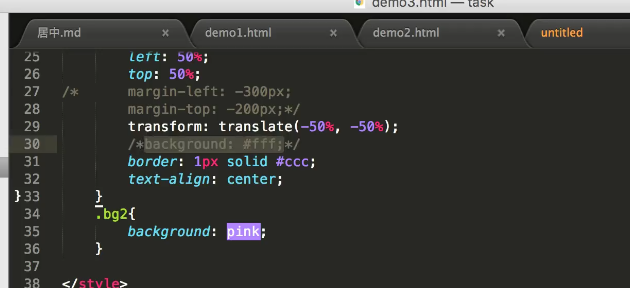 demo3.html — task
居中.md × demo1.html × demo2.html × untitled
25 left: 50%;
26 top: 50%;
27 /* margin-left: -300px;
28 margin-top: -200px;*/
29 transform: translate(-50%, -50%);
30 /*background: #fff;*/
31 border: 1px solid #ccc;
32 text-align: center;
}33 }
34 .bg2{
35 background: pink;
36 }
37
38 </style>